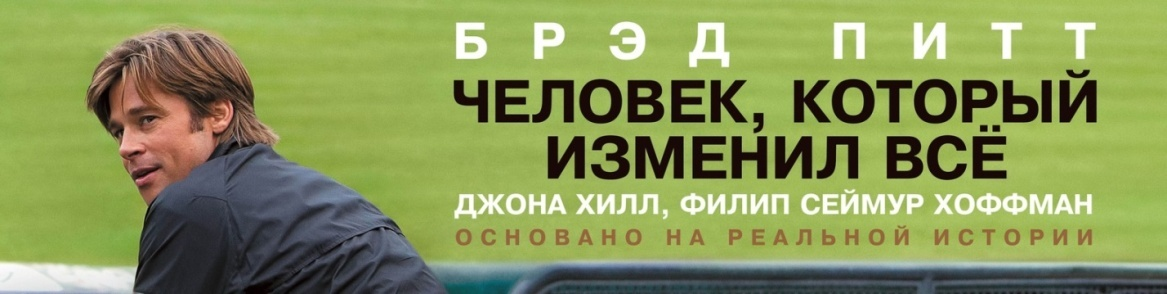 БРЭД ПИТТ
ЧЕЛОВЕК, КОТОРЫЙ
ИЗМЕНИЛ ВСЁ
ДЖОНА ХИЛЛ, ФИЛИП СЕЙМУР ХОФФМАН
ОСНОВАНО НА РЕАЛЬНОЙ ИСТОРИИ